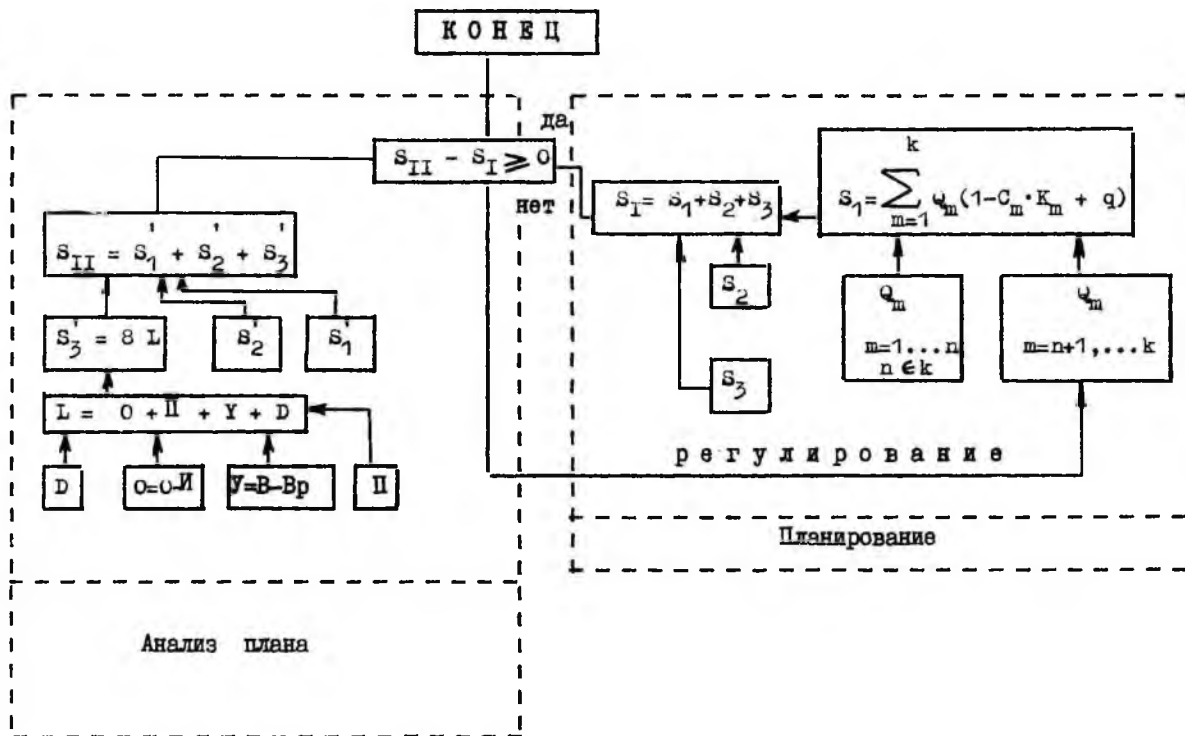 КОНЕЦ
да
S_II - S_I ⩾ 0
нет
S_II = S'_1 + S'_2 + S'_3
S'_3 = 8 L
S'_2
S'_1
L = O + П + Y + D
D
O=O-И
У=В-Вр
П
S_I = S_1+S_2+S_3
S_2
S_3
k
S_1= ∑ Q_m(1-C_m·K_m + q)
m=1
Q_m
m=1...n
n ∈ k
Q_m
m=n+1,...k
регулирование
Планирование
Анализ плана